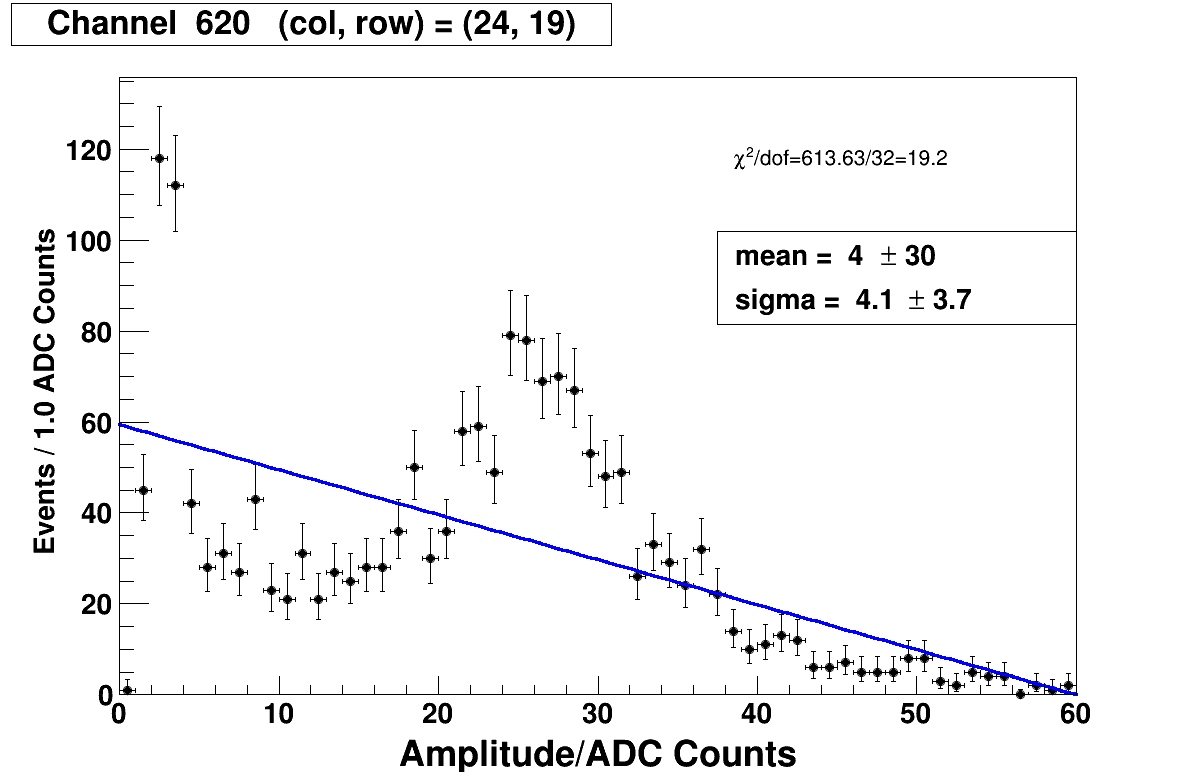 Channel 620 (col, row) = (24, 19)
χ²/dof=613.63/32=19.2
mean = 4 ± 30
sigma = 4.1 ± 3.7
Events / 1.0 ADC Counts
120
100
80
60
40
20
0
0 10 20 30 40 50 60
Amplitude/ADC Counts